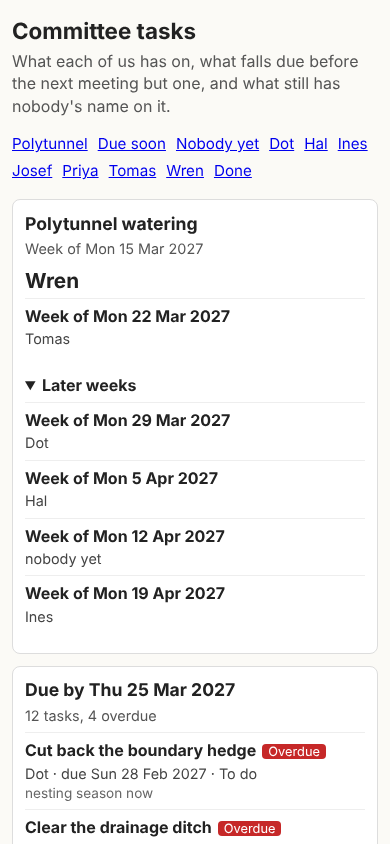 Committee tasks
What each of us has on, what falls due before
the next meeting but one, and what still has
nobody's name on it.
Polytunnel Due soon Nobody yet Dot Hal Ines
Josef Priya Tomas Wren Done
Polytunnel watering
Week of Mon 15 Mar 2027
Wren
Week of Mon 22 Mar 2027
Tomas
▼ Later weeks
Week of Mon 29 Mar 2027
Dot
Week of Mon 5 Apr 2027
Hal
Week of Mon 12 Apr 2027
nobody yet
Week of Mon 19 Apr 2027
Ines
Due by Thu 25 Mar 2027
12 tasks, 4 overdue
Cut back the boundary hedge Overdue
Dot · due Sun 28 Feb 2027 · To do
nesting season now
Clear the drainage ditch Overdue